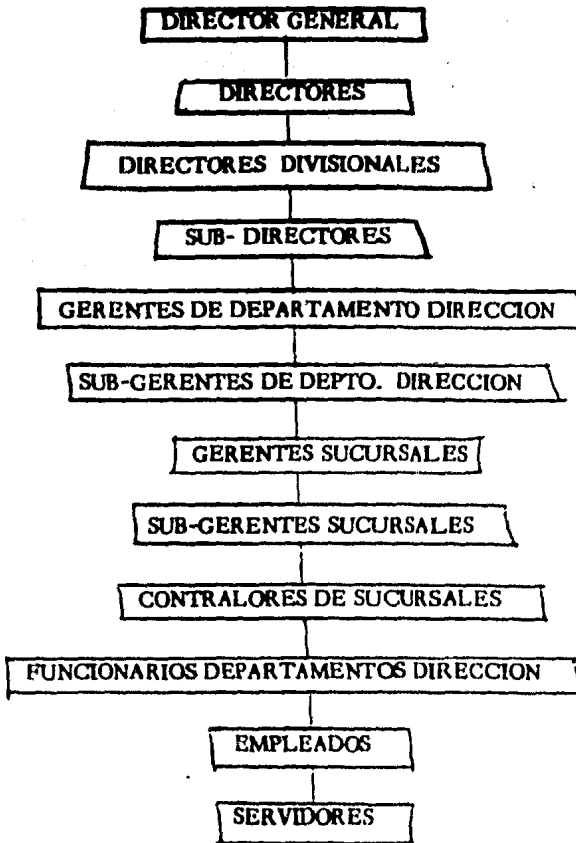 DIRECTOR GENERAL
DIRECTORES
DIRECTORES DIVISIONALES
SUB- DIRECTORES
GERENTES DE DEPARTAMENTO DIRECCION
SUB-GERENTES DE DEPTO. DIRECCION
GERENTES SUCURSALES
SUB-GERENTES SUCURSALES
CONTRALORES DE SUCURSALES
FUNCIONARIOS DEPARTAMENTOS DIRECCION
EMPLEADOS
SERVIDORES